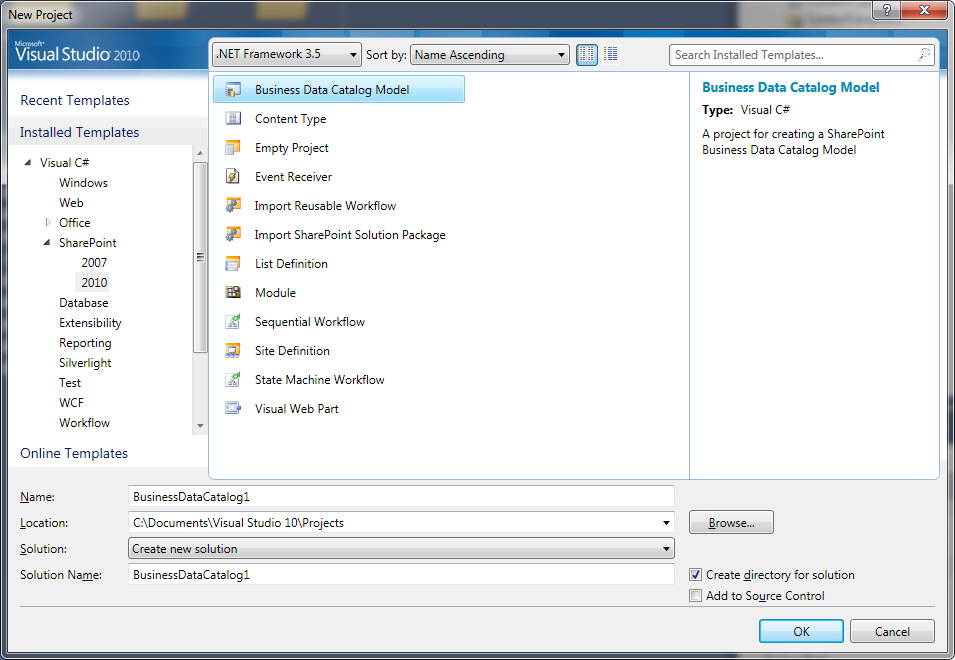 New Project
?
Microsoft®
Visual Studio 2010
.NET Framework 3.5
Sort by:
Name Ascending
Search Installed Templates...
Recent Templates
Installed Templates
Visual C#
Windows
Web
Office
SharePoint
2007
2010
Database
Extensibility
Reporting
Silverlight
Test
WCF
Workflow
Online Templates
Business Data Catalog Model
Content Type
Empty Project
Event Receiver
Import Reusable Workflow
Import SharePoint Solution Package
List Definition
Module
Sequential Workflow
Site Definition
State Machine Workflow
Visual Web Part
Business Data Catalog Model
Type: Visual C#
A project for creating a SharePoint
Business Data Catalog Model
Name:
BusinessDataCatalog1
Location:
C:\Documents\Visual Studio 10\Projects
Browse...
Solution:
Create new solution
Solution Name:
BusinessDataCatalog1
Create directory for solution
Add to Source Control
OK
Cancel